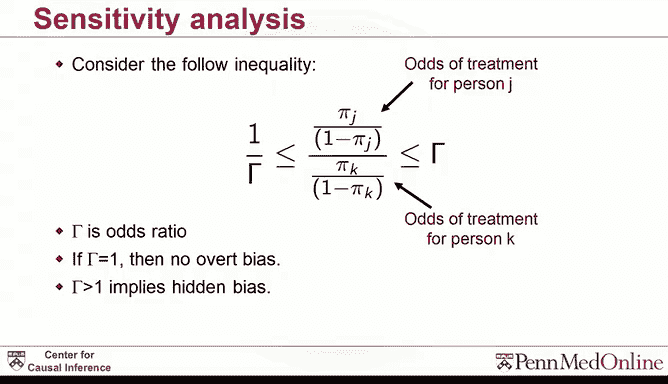 Sensitivity analysis
◆ Consider the follow inequality:
Odds of treatment
for person j
1/Γ ≤ (π_j/(1−π_j))/(π_k/(1−π_k)) ≤ Γ
Odds of treatment
for person k
◆ Γ is odds ratio
◆ If Γ=1, then no overt bias.
◆ Γ>1 implies hidden bias.
Center for
Causal Inference
PennMedOnline